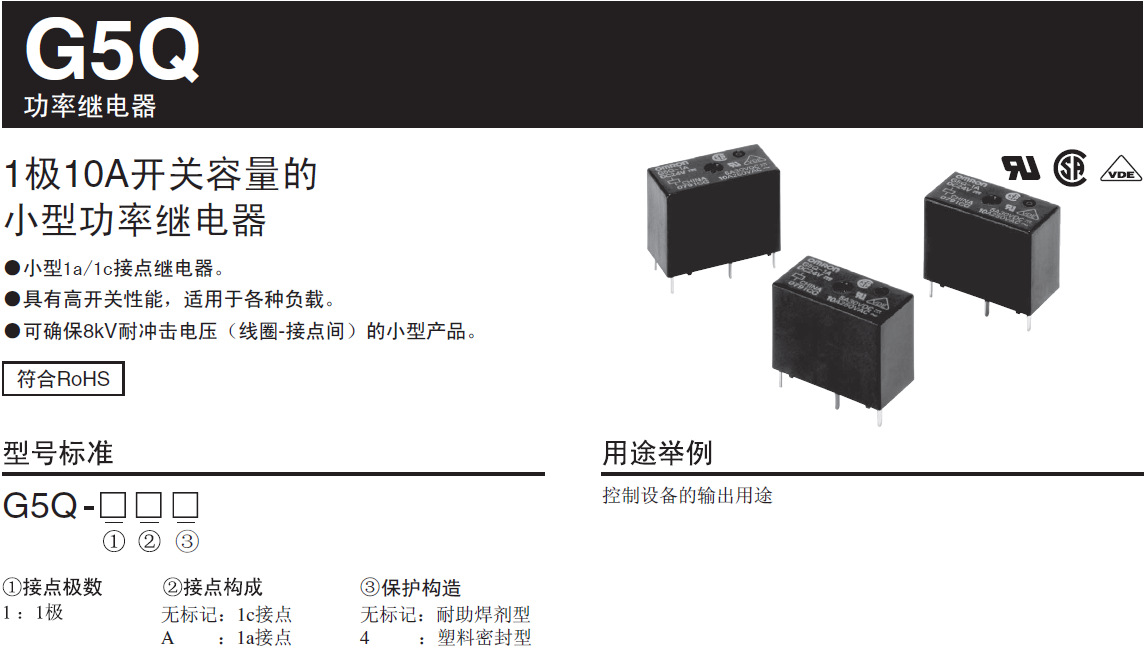 G5Q
功率继电器
1极10A开关容量的
小型功率继电器
●小型1a/1c接点继电器。
●具有高开关性能，适用于各种负载。
●可确保8kV耐冲击电压（线圈-接点间）的小型产品。
符合RoHS
SA
VDE
型号标准
G5Q-□□□
① ② ③
①接点极数
1：1极
②接点构成
无标记：1c接点
A ：1a接点
③保护构造
无标记：耐助焊剂型
4 ：塑料密封型
用途举例
控制设备的输出用途